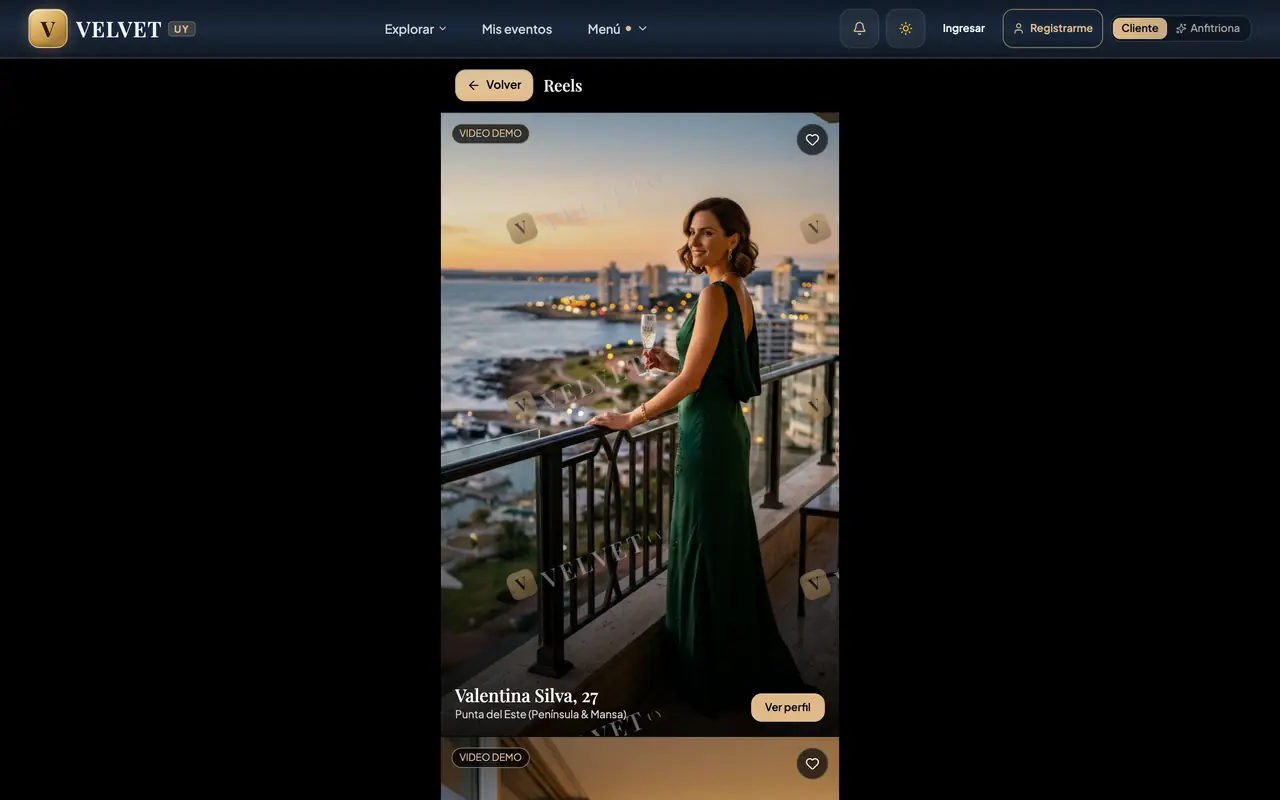 V VELVET UY
Explorar
Mis eventos
Menú
Ingresar
Registrarme
Cliente
Anfitriona
Volver
Reels
VIDEO DEMO
V
V
V VELVET
V
V VELVET
V
Valentina Silva, 27
Punta del Este (Península & Mansa)
Ver perfil
VIDEO DEMO